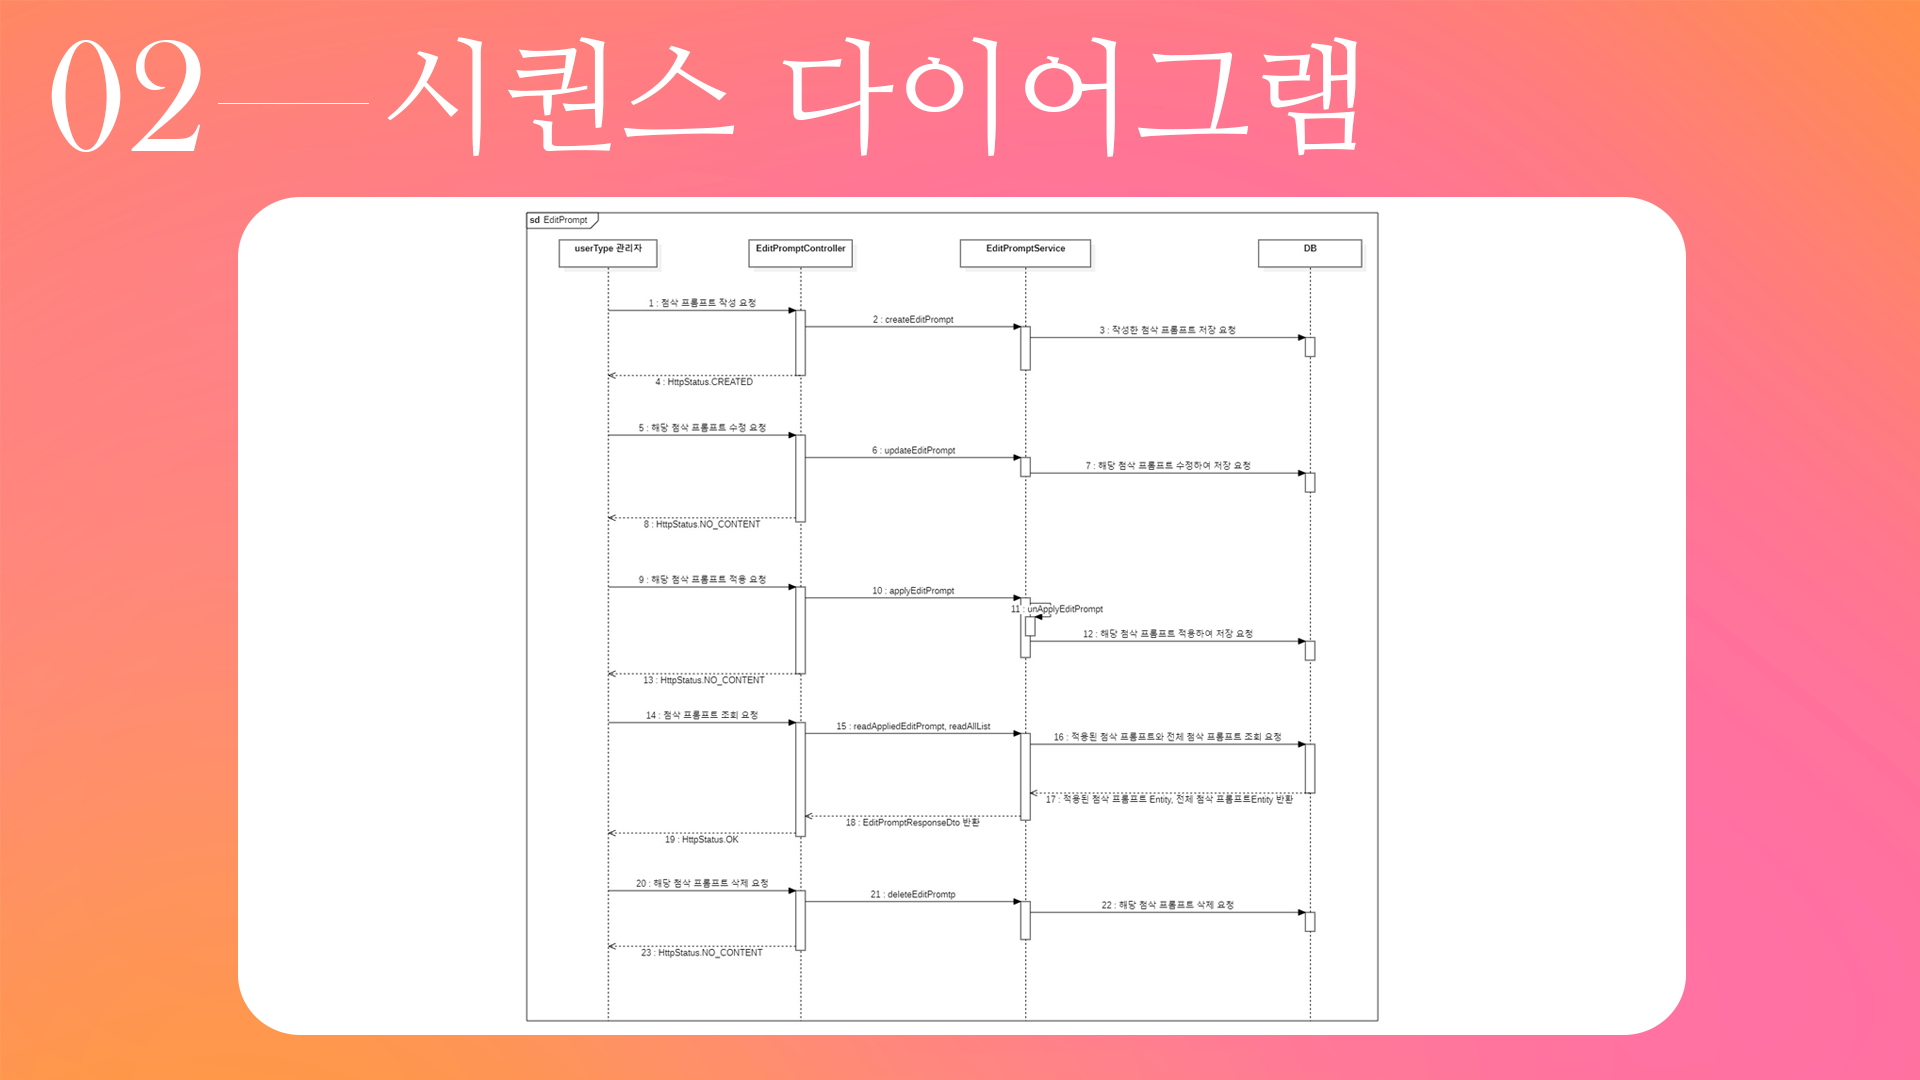 02 시퀀스 다이어그램
sd EditPrompt
userType 관리자
EditPromptController
EditPromptService
DB
1 : 첨삭 프롬프트 작성 요청
2 : createEditPrompt
3 : 작성한 첨삭 프롬프트 저장 요청
4 : HttpStatus.CREATED
5 : 해당 첨삭 프롬프트 수정 요청
6 : updateEditPrompt
7 : 해당 첨삭 프롬프트 수정하여 저장 요청
8 : HttpStatus.NO_CONTENT
9 : 해당 첨삭 프롬프트 적용 요청
10 : applyEditPrompt
11 : unApplyEditPrompt
12 : 해당 첨삭 프롬프트 적용하여 저장 요청
13 : HttpStatus.NO_CONTENT
14 : 첨삭 프롬프트 조회 요청
15 : readAppliedEditPrompt, readAllList
16 : 적용된 첨삭 프롬프트와 전체 첨삭 프롬프트 조회 요청
17 : 적용된 첨삭 프롬프트 Entity, 전체 첨삭 프롬프트Entity 반환
18 : EditPromptResponseDto 반환
19 : HttpStatus.OK
20 : 해당 첨삭 프롬프트 삭제 요청
21 : deleteEditPromtp
22 : 해당 첨삭 프롬프트 삭제 요청
23 : HttpStatus.NO_CONTENT